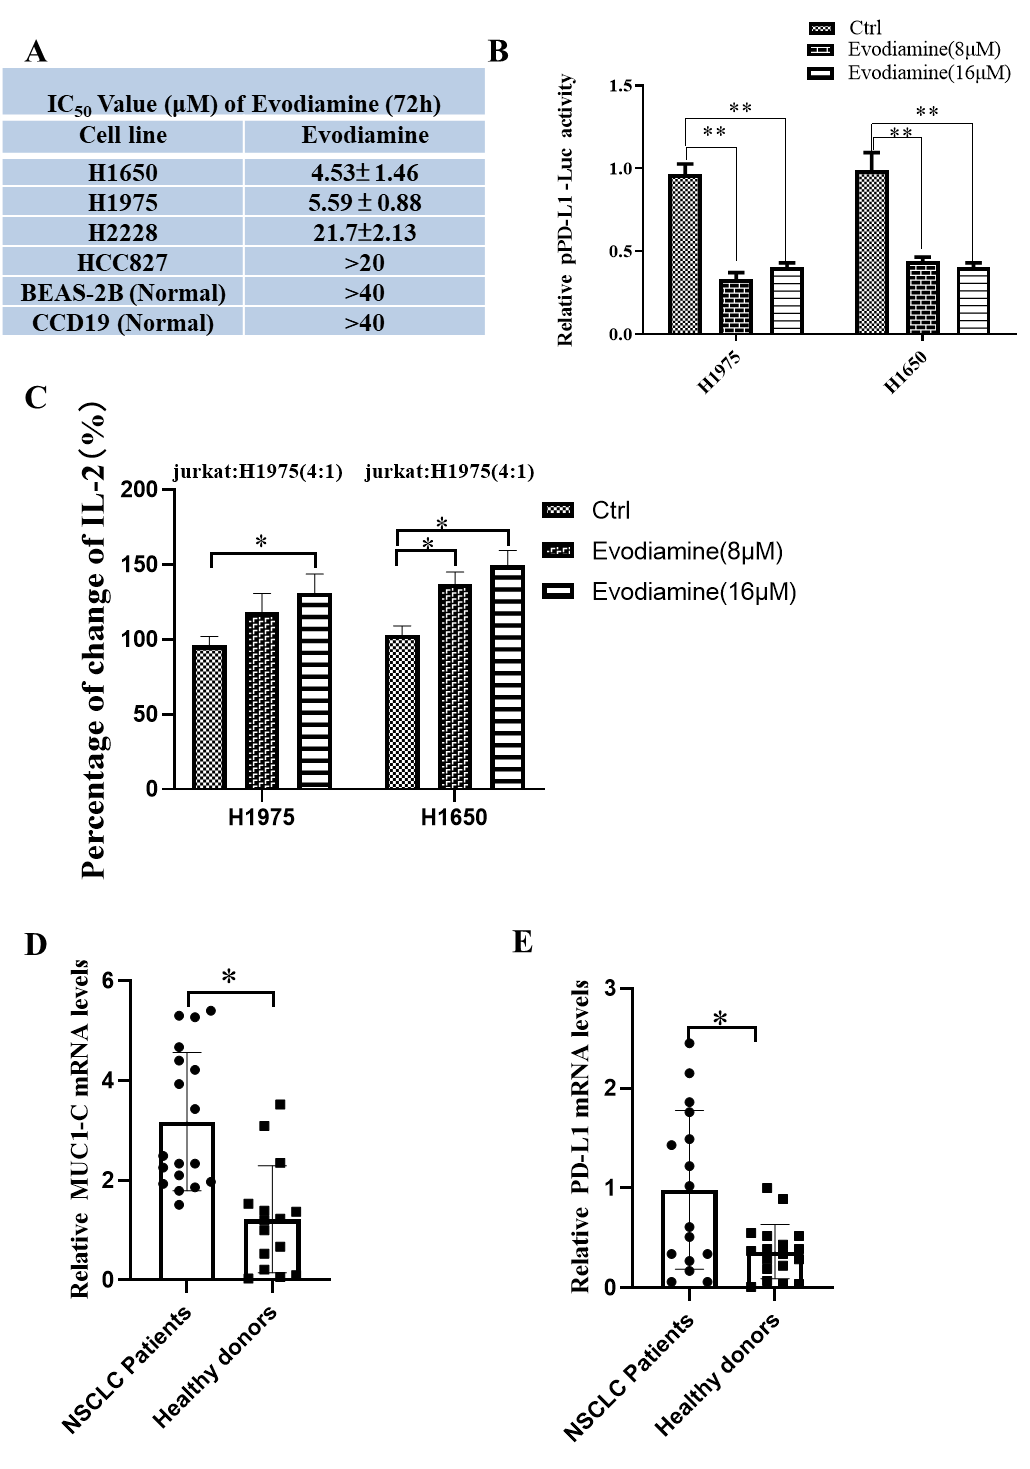 A
IC50 Value (μM) of Evodiamine (72h)
Cell line Evodiamine
H1650 4.53± 1.46
H1975 5.59 ± 0.88
H2228 21.7±2.13
HCC827 >20
BEAS-2B (Normal) >40
CCD19 (Normal) >40
B
Ctrl
Evodiamine(8μM)
Evodiamine(16μM)
Relative pPD-L1 -Luc activity
1.5
1.0
0.5
0.0
**
**
**
**
H1975
H1650
C
Percentage of change of IL-2(%)
jurkat:H1975(4:1) jurkat:H1975(4:1)
200
150
100
50
0
*
*
*
H1975 H1650
Ctrl
Evodiamine(8μM)
Evodiamine(16μM)
D
Relative MUC1-C mRNA levels
6
4
2
0
*
NSCLC Patients
Healthy donors
E
Relative PD-L1 mRNA levels
3
2
1
0
*
NSCLC Patients
Healthy donors